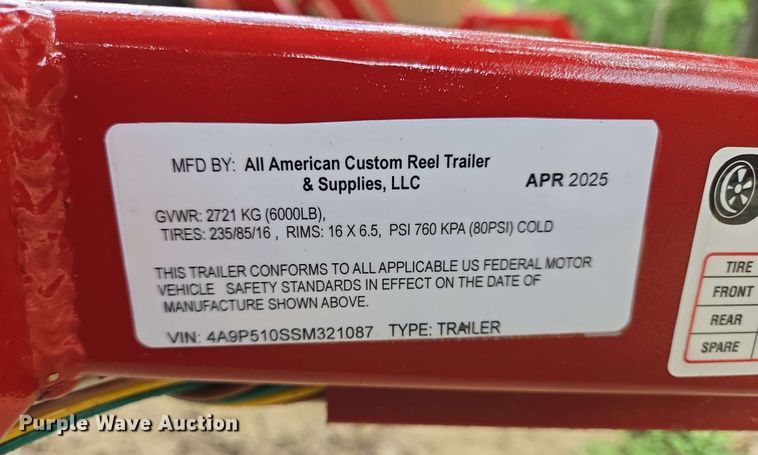 MFD BY: All American Custom Reel Trailer
& Supplies, LLC
APR 2025
GVWR: 2721 KG (6000LB),
TIRES: 235/85/16 , RIMS: 16 X 6.5, PSI 760 KPA (80PSI) COLD
THIS TRAILER CONFORMS TO ALL APPLICABLE US FEDERAL MOTOR
VEHICLE SAFETY STANDARDS IN EFFECT ON THE DATE OF
MANUFACTURE SHOWN ABOVE.
VIN: 4A9P510SSM321087 TYPE: TRAILER
TIRE
FRONT
REAR
SPARE
Purple Wave Auction